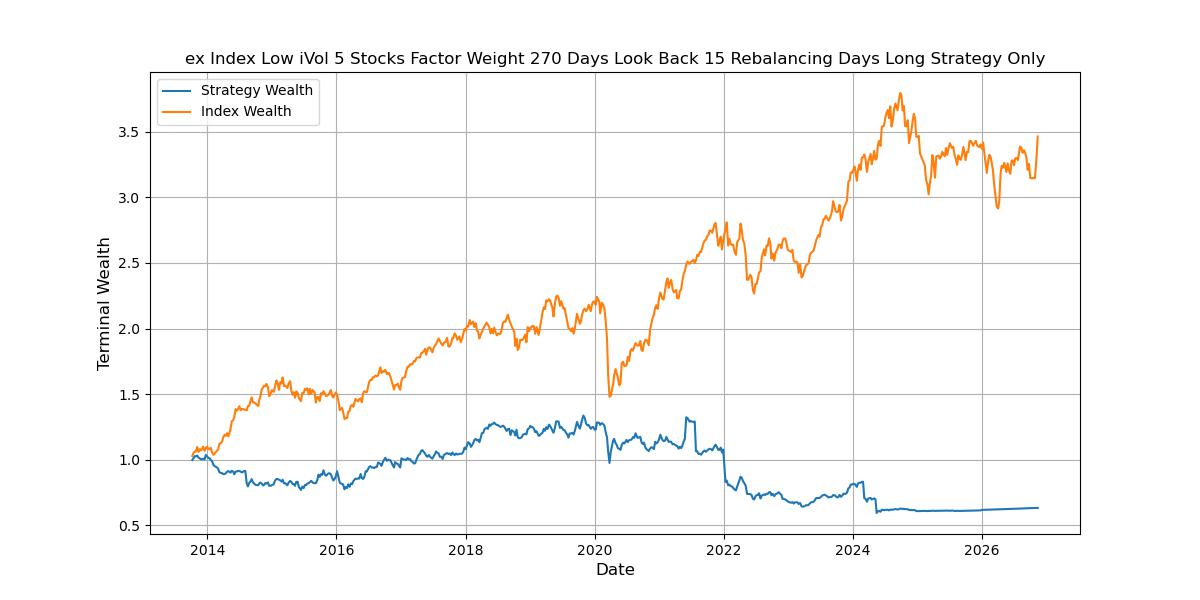 ex Index Low iVol 5 Stocks Factor Weight 270 Days Look Back 15 Rebalancing Days Long Strategy Only
Strategy Wealth
Index Wealth
Terminal Wealth
3.5
3.0
2.5
2.0
1.5
1.0
0.5
2014 2016 2018 2020 2022 2024 2026
Date